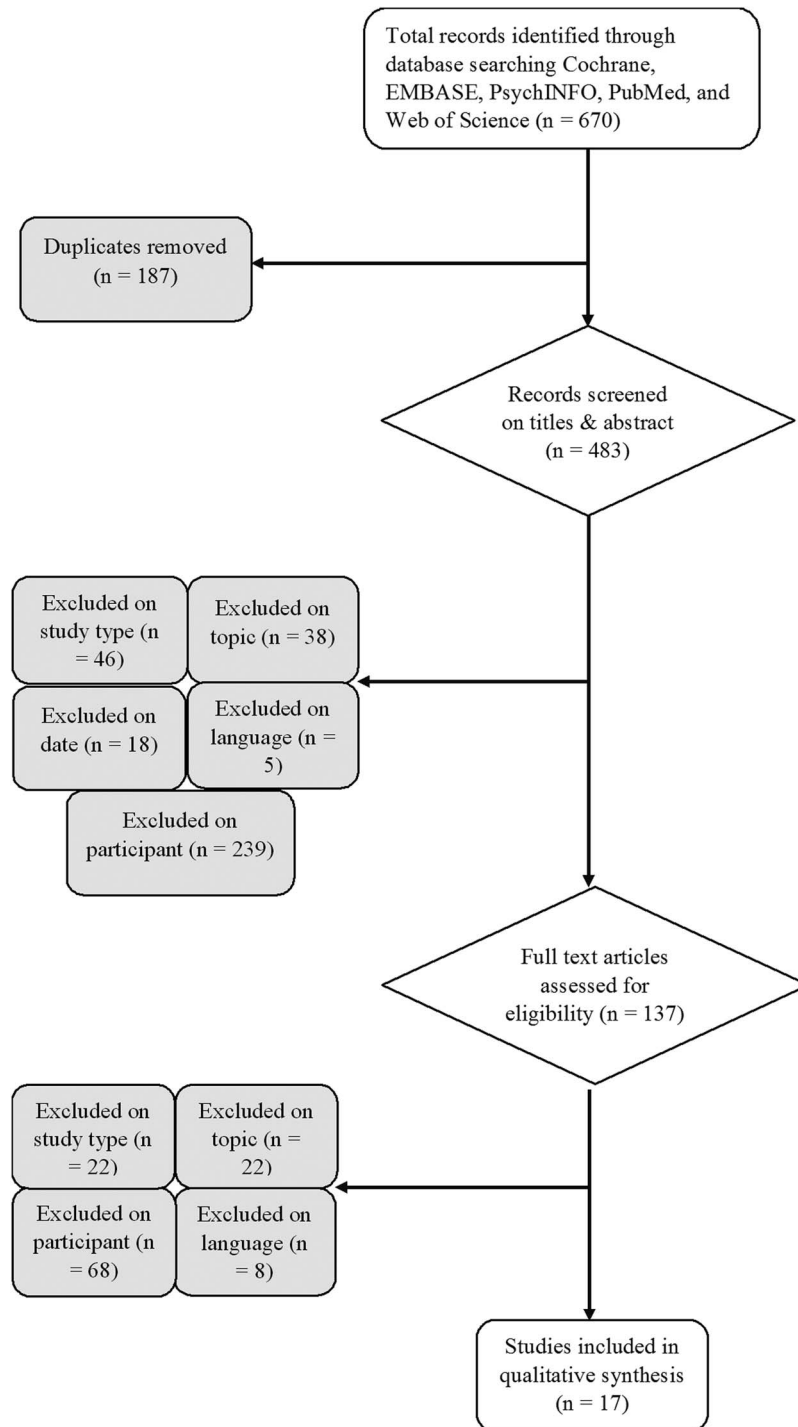 Total records identified through
database searching Cochrane,
EMBASE, PsychINFO, PubMed, and
Web of Science (n = 670)
Duplicates removed
(n = 187)
Records screened
on titles & abstract
(n = 483)
Excluded on
study type (n
= 46)
Excluded on
topic (n = 38)
Excluded on
date (n = 18)
Excluded on
language (n =
5)
Excluded on
participant (n = 239)
Full text articles
assessed for
eligibility (n = 137)
Excluded on
study type (n
= 22)
Excluded on
topic (n =
22)
Excluded on
participant (n
= 68)
Excluded on
language (n
= 8)
Studies included in
qualitative synthesis
(n = 17)